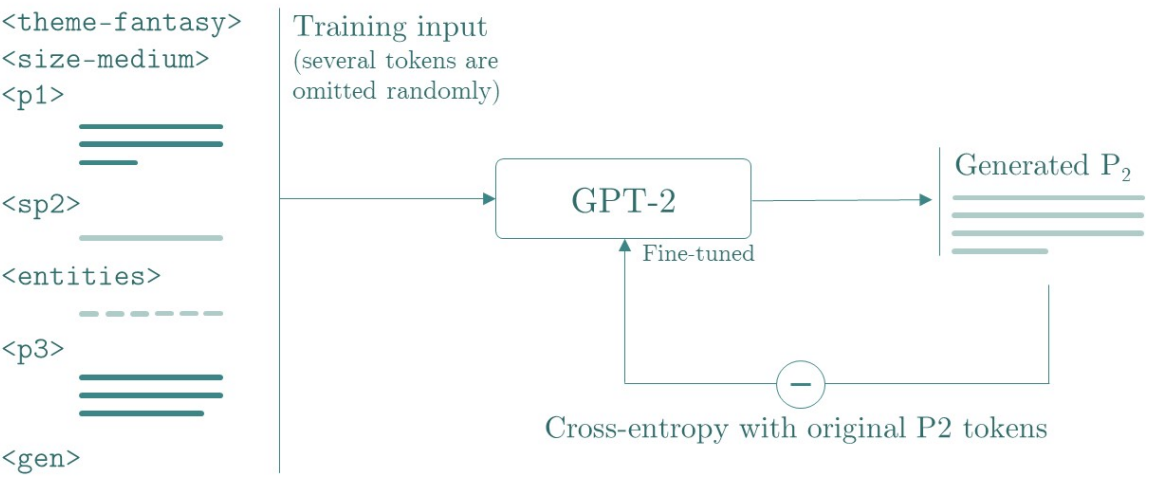 <theme-fantasy>
<size-medium>
<p1>
<sp2>
<entities>
<p3>
<gen>
Training input
(several tokens are
omitted randomly)
GPT-2
Fine-tuned
Generated P₂
Cross-entropy with original P2 tokens